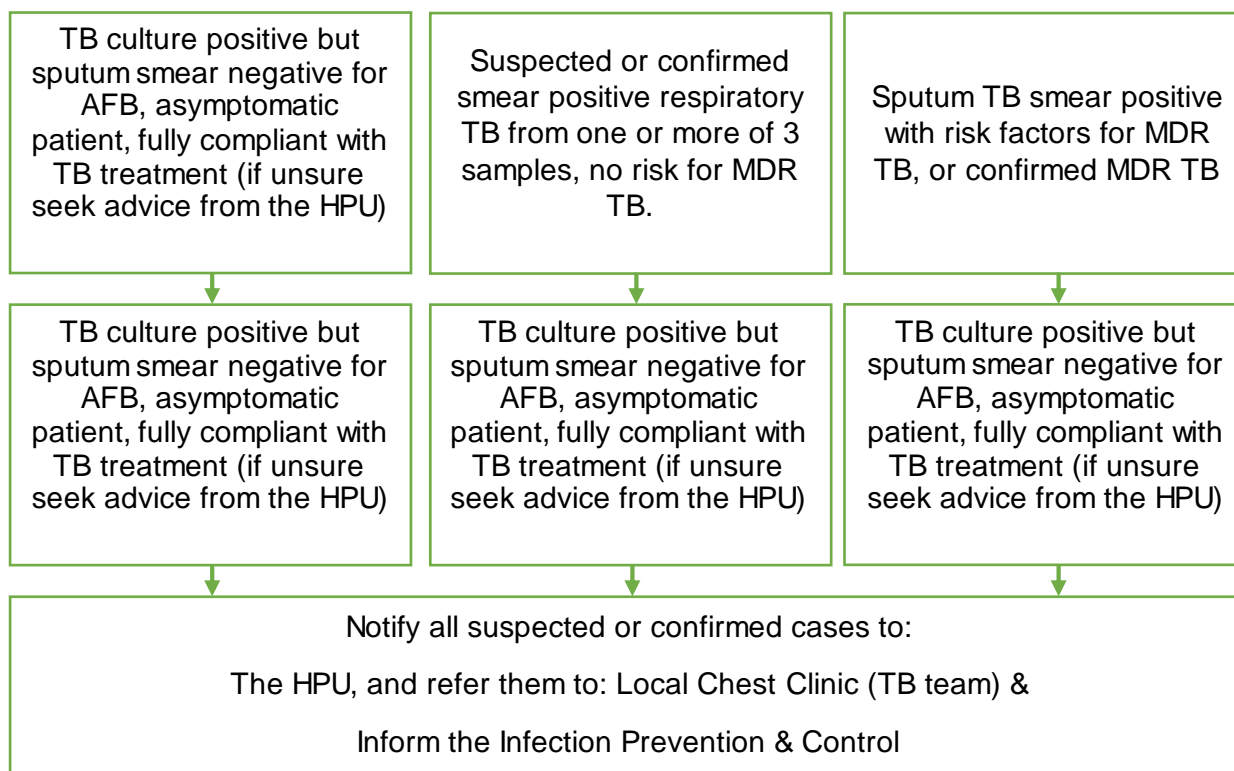 TB culture positive but
sputum smear negative for
AFB, asymptomatic
patient, fully compliant with
TB treatment (if unsure
seek advice from the HPU)
Suspected or confirmed
smear positive respiratory
TB from one or more of 3
samples, no risk for MDR
TB.
Sputum TB smear positive
with risk factors for MDR
TB, or confirmed MDR TB
TB culture positive but
sputum smear negative for
AFB, asymptomatic
patient, fully compliant with
TB treatment (if unsure
seek advice from the HPU)
TB culture positive but
sputum smear negative for
AFB, asymptomatic
patient, fully compliant with
TB treatment (if unsure
seek advice from the HPU)
TB culture positive but
sputum smear negative for
AFB, asymptomatic
patient, fully compliant with
TB treatment (if unsure
seek advice from the HPU)
Notify all suspected or confirmed cases to:
The HPU, and refer them to: Local Chest Clinic (TB team) &
Inform the Infection Prevention & Control